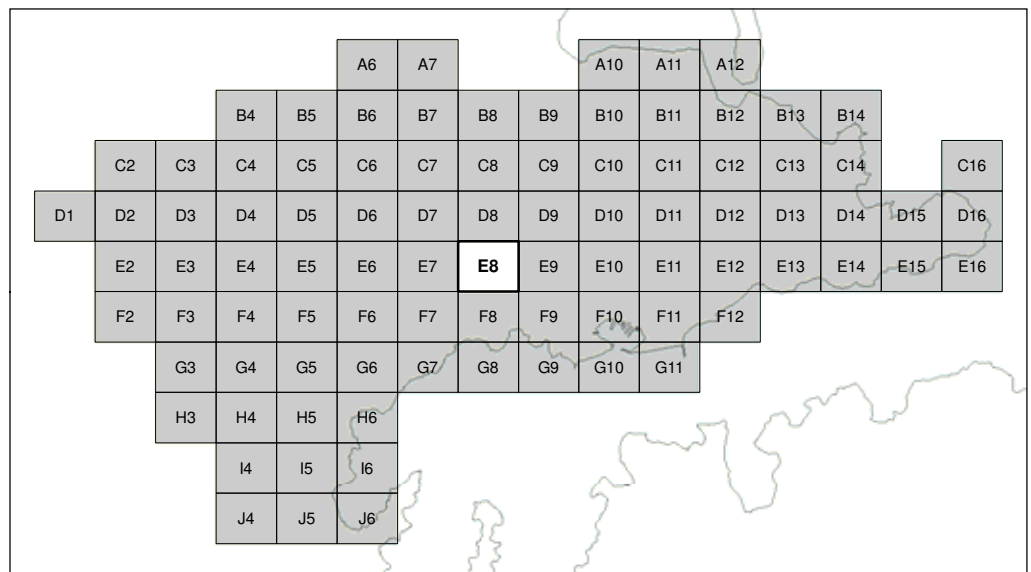 A6 A7 A10 A11 A12
B4 B5 B6 B7 B8 B9 B10 B11 B12 B13 B14
C2 C3 C4 C5 C6 C7 C8 C9 C10 C11 C12 C13 C14 C16
D1 D2 D3 D4 D5 D6 D7 D8 D9 D10 D11 D12 D13 D14 D15 D16
E2 E3 E4 E5 E6 E7 E8 E9 E10 E11 E12 E13 E14 E15 E16
F2 F3 F4 F5 F6 F7 F8 F9 F10 F11 F12
G3 G4 G5 G6 G7 G8 G9 G10 G11
H3 H4 H5 H6
I4 I5 I6
J4 J5 J6